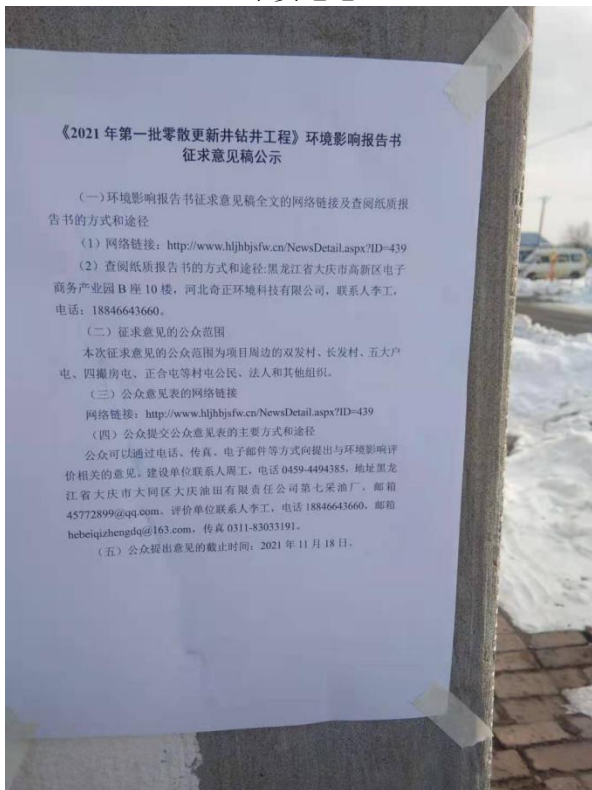 《2021 年第一批零散更新井钻井工程》环境影响报告书
征求意见稿公示
（一）环境影响报告书征求意见稿全文的网络链接及查阅纸质报
告书的方式和途径
（1）网络链接：http://www.hljhbjsfw.cn/NewsDetail.aspx?ID=439
（2）查阅纸质报告书的方式和途径:黑龙江省大庆市高新区电子
商务产业园 B 座 10 楼，河北奇正环境科技有限公司，联系人李工，
电话：18846643660。
（二）征求意见的公众范围
本次征求意见的公众范围为项目周边的双发村、长发村、五大户
屯、四撮房屯、正合屯等村屯公民、法人和其他组织。
（三）公众意见表的网络链接
网络链接：http://www.hljhbjsfw.cn/NewsDetail.aspx?ID=439
（四）公众提交公众意见表的主要方式和途径
公众可以通过电话、传真、电子邮件等方式向提出与环境影响评
价相关的意见。建设单位联系人周工，电话 0459-4494385，地址黑龙
江省大庆市大同区大庆油田有限责任公司第七采油厂，邮箱
45772899@qq.com。评价单位联系人李工，电话 18846643660，邮箱
hebeiqizhengdq@163.com，传真 0311-83033191。
（五）公众提出意见的截止时间：2021 年 11 月 18 日。